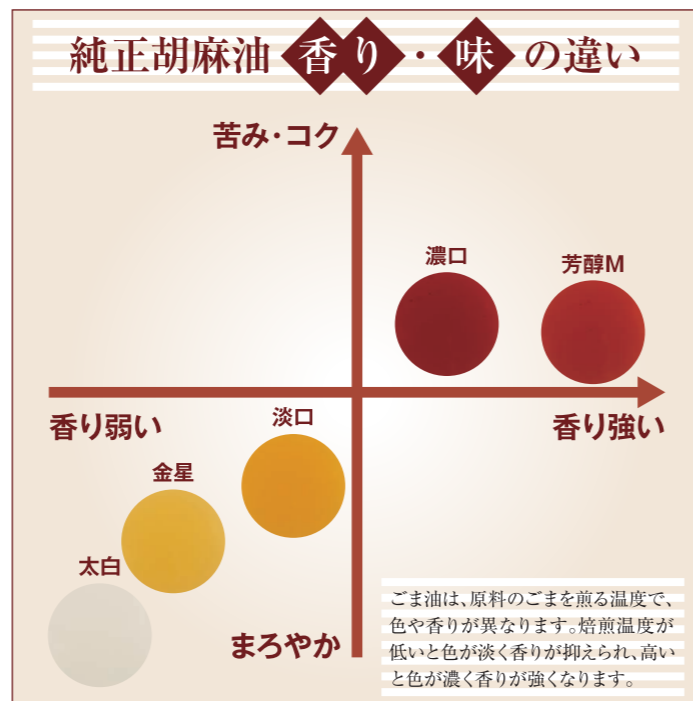 純正胡麻油 香り・味の違い
苦み・コク
濃口
芳醇M
香り弱い
香り強い
淡口
金星
太白
まろやか
ごま油は、原料のごまを煎る温度で、
色や香りが異なります。焙煎温度が
低いと色が淡く香りが抑えられ、高い
と色が濃く香りが強くなります。